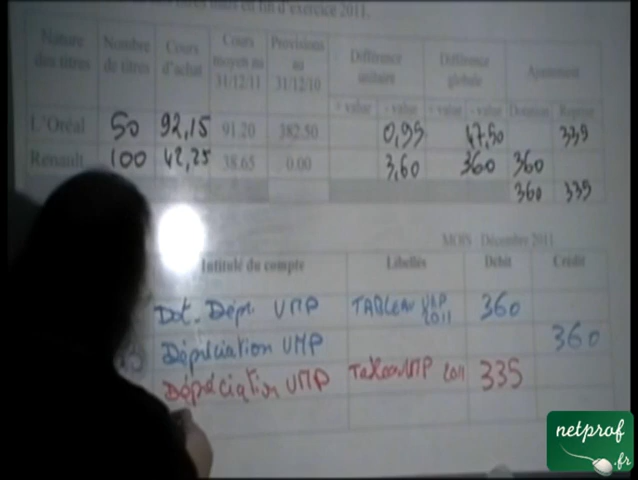 en fin d'exercice 2011.
Nature des titres Nombre de titres Cours d'achat Cours moyen au 31/12/11 Provisions au 31/12/10 Différence unitaire Différence globale Ajustement
+ value - value + value - value Dotation Reprise
L'Oréal 50 92,15 91.20 382.50 0,95 47,50 335
Renault 100 42,25 38.65 0.00 3,60 360 360
360 335
MOIS : Décembre 2011
Intitulé du compte Libellés Débit Crédit
Dot. Dépr. VMP TABLEAU VMP 2011 360
Dépréciation VMP 360
Dépréciation VMP Tableau VMP 2011 335
netprof
.fr